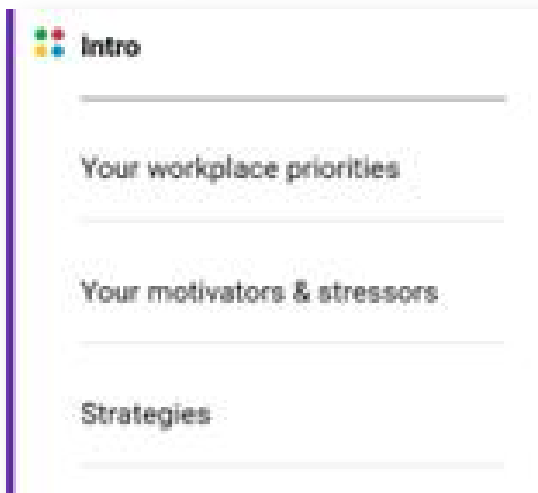 Intro
Your workplace priorities
Your motivators & stressors
Strategies